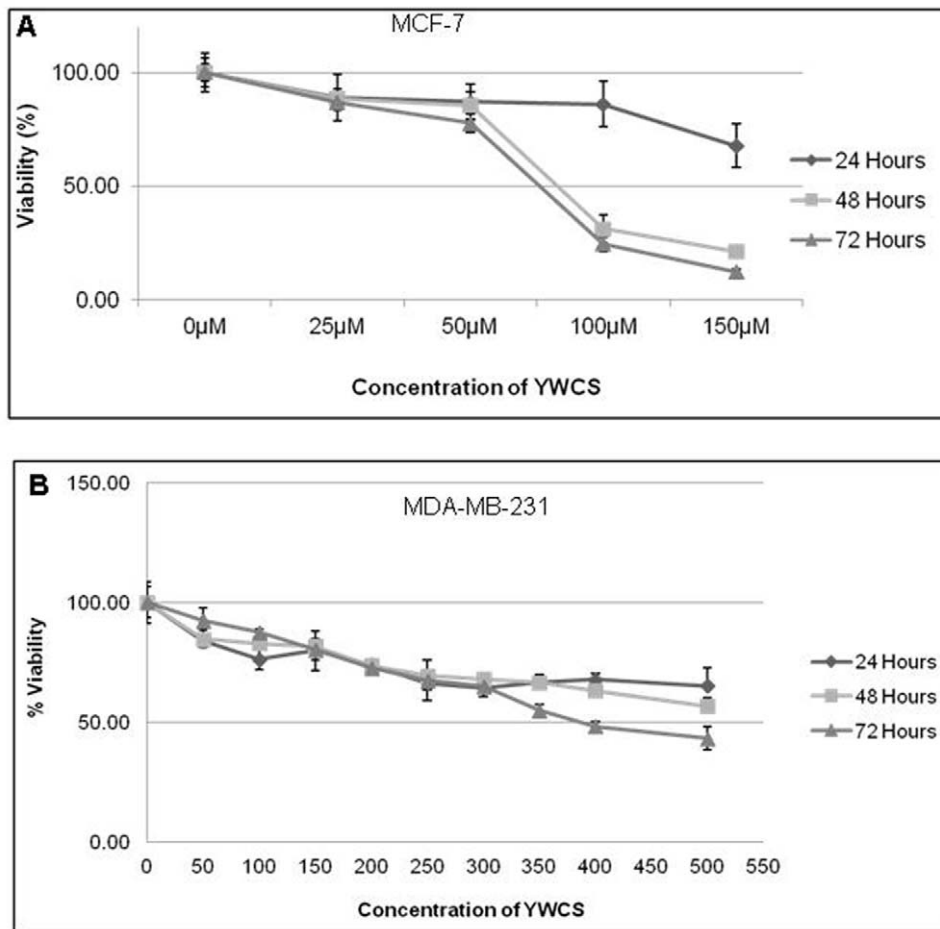 A
MCF-7
100.00
50.00
0.00
Viability (%)
0µM 25µM 50µM 100µM 150µM
Concentration of YWCS
24 Hours
48 Hours
72 Hours
B
MDA-MB-231
150.00
100.00
50.00
0.00
% Viability
0 50 100 150 200 250 300 350 400 450 500 550
Concentration of YWCS
24 Hours
48 Hours
72 Hours